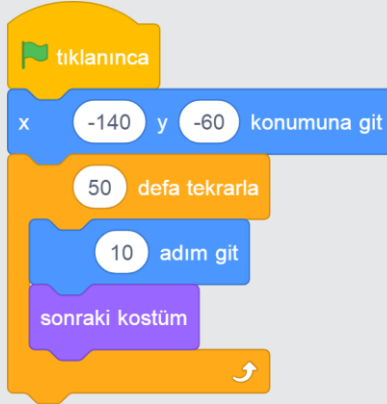 tıklanınca
x -140 y -60 konumuna git
50 defa tekrarla
10 adım git
sonraki kostüm